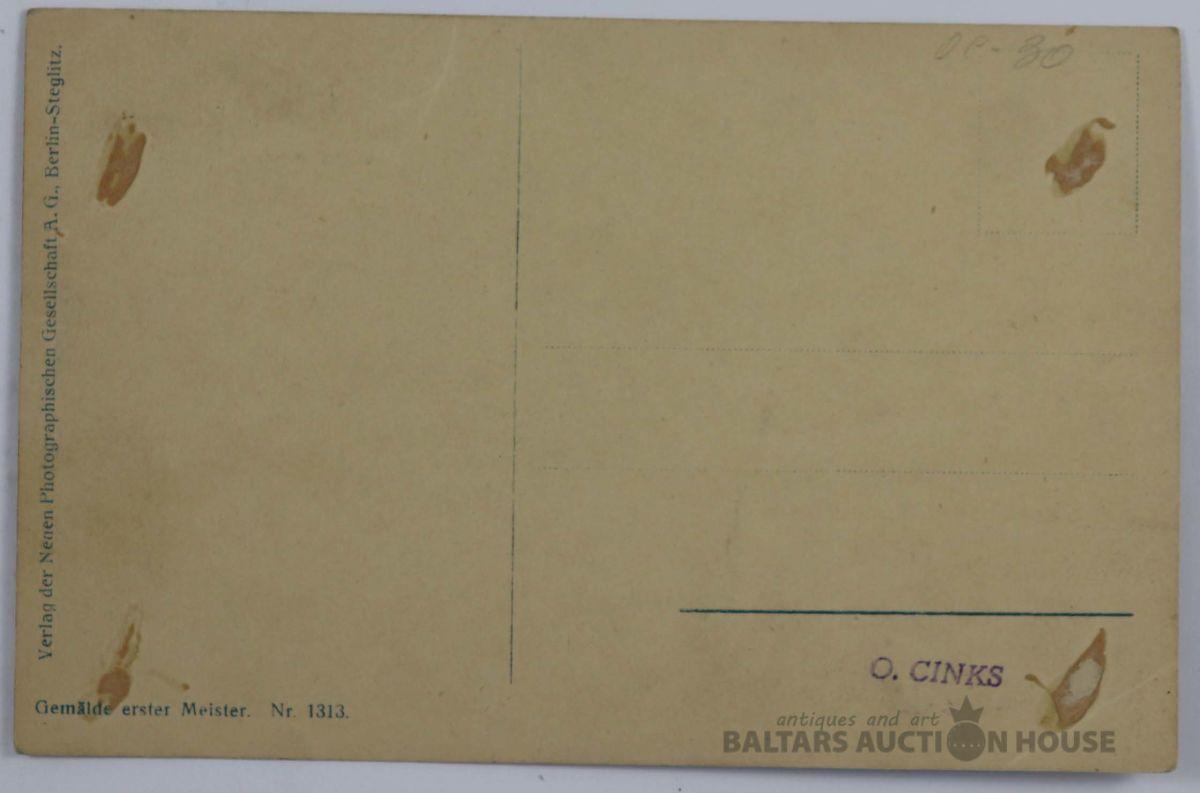 Verlag der Neuen Photographischen Gesellschaft A. G., Berlin-Steglitz.
-30
O. CINKS
Gemälde erster Meister. Nr. 1313.
antiques and art
BALTARS AUCTION HOUSE